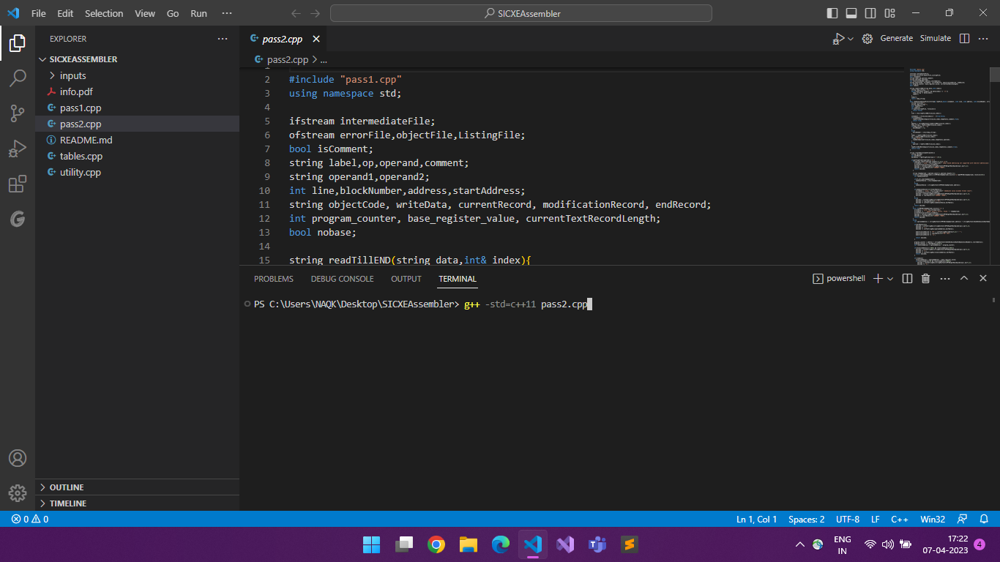 File Edit Selection View Go Run ···
SICXEAssembler
EXPLORER ···
SICXEASSEMBLER
inputs
info.pdf
pass1.cpp
pass2.cpp
README.md
tables.cpp
utility.cpp
OUTLINE
TIMELINE
pass2.cpp
Generate Simulate ···
pass2.cpp > ...
1
2 #include "pass1.cpp"
3 using namespace std;
4
5 ifstream intermediateFile;
6 ofstream errorFile,objectFile,ListingFile;
7 bool isComment;
8 string label,op,operand,comment;
9 string operand1,operand2;
10 int line,blockNumber,address,startAddress;
11 string objectCode, writeData, currentRecord, modificationRecord, endRecord;
12 int program_counter, base_register_value, currentTextRecordLength;
13 bool nobase;
14
15 string readTillEND(string data,int& index){
PROBLEMS DEBUG CONSOLE OUTPUT TERMINAL
powershell
PS C:\Users\NAQK\Desktop\SICXEAssembler> g++ -std=c++11 pass2.cpp
0 0
Ln 1, Col 1 Spaces: 2 UTF-8 LF C++ Win32
ENG
IN
17:22
07-04-2023
4